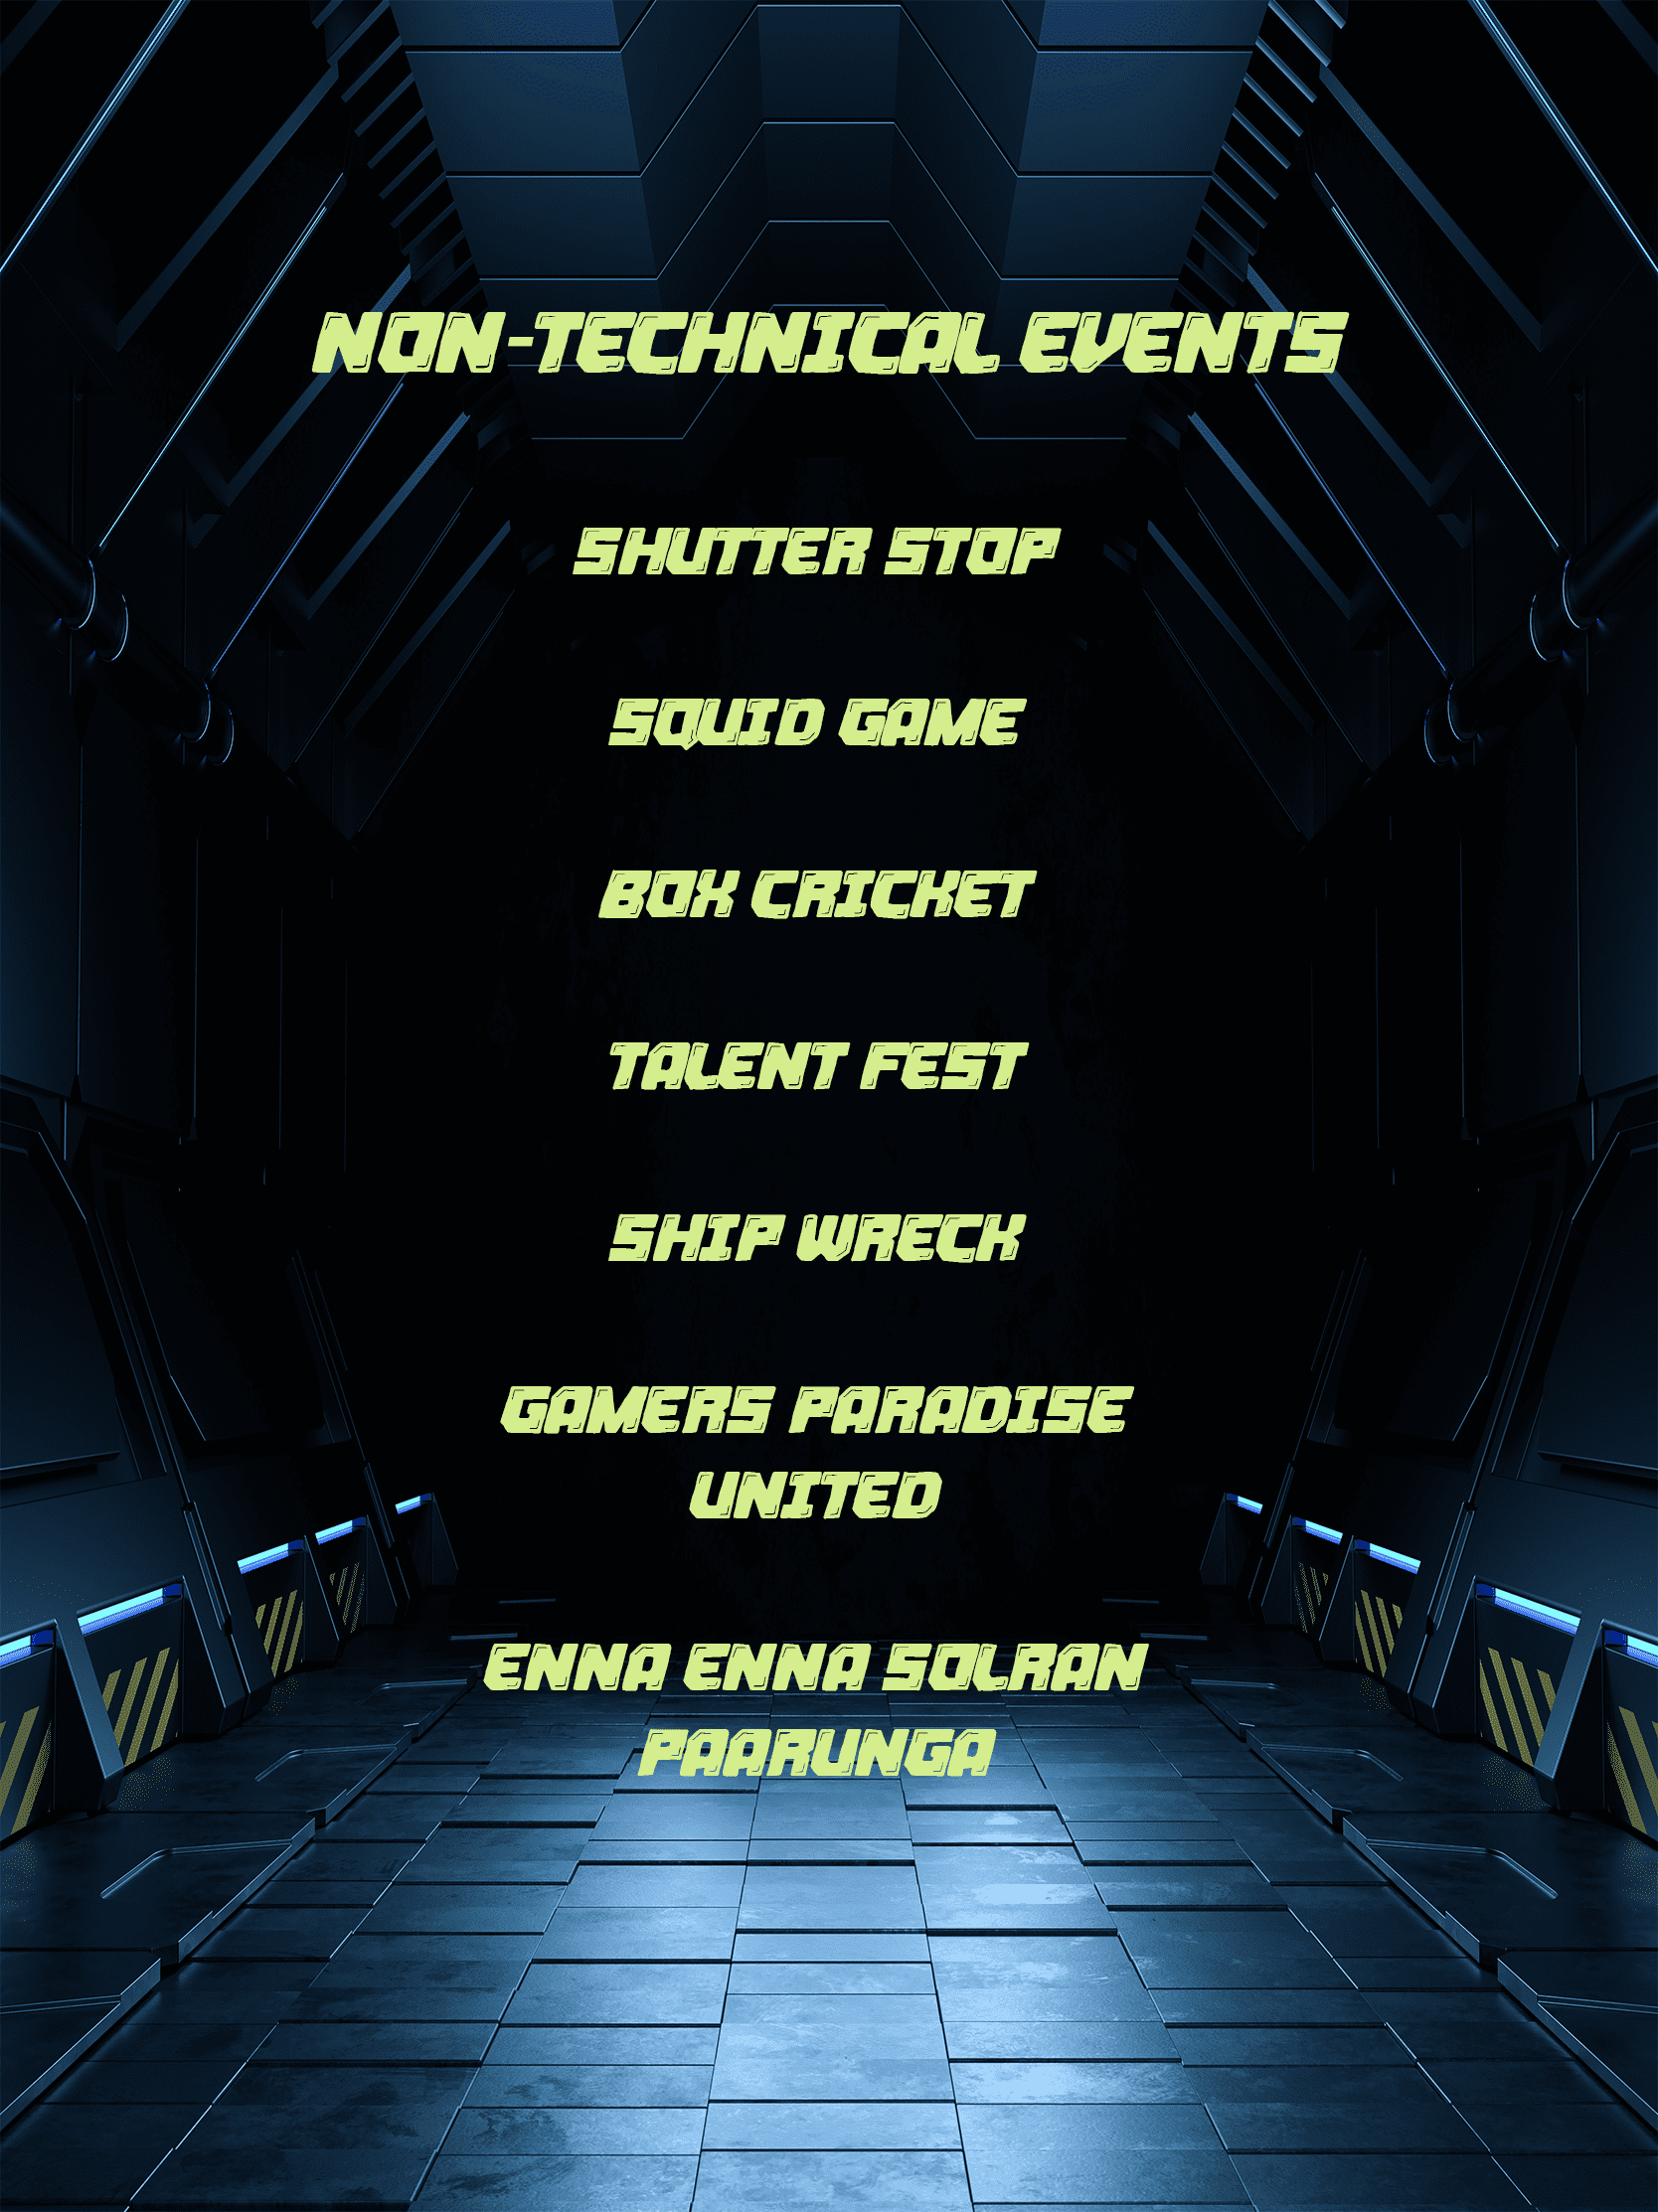 NON-TECHNICAL EVENTS
SHUTTER STOP
SQUID GAME
BOX CRICKET
TALENT FEST
SHIP WRECK
GAMERS PARADISE
UNITED
ENNA ENNA SOLRAN
PAARUNGA